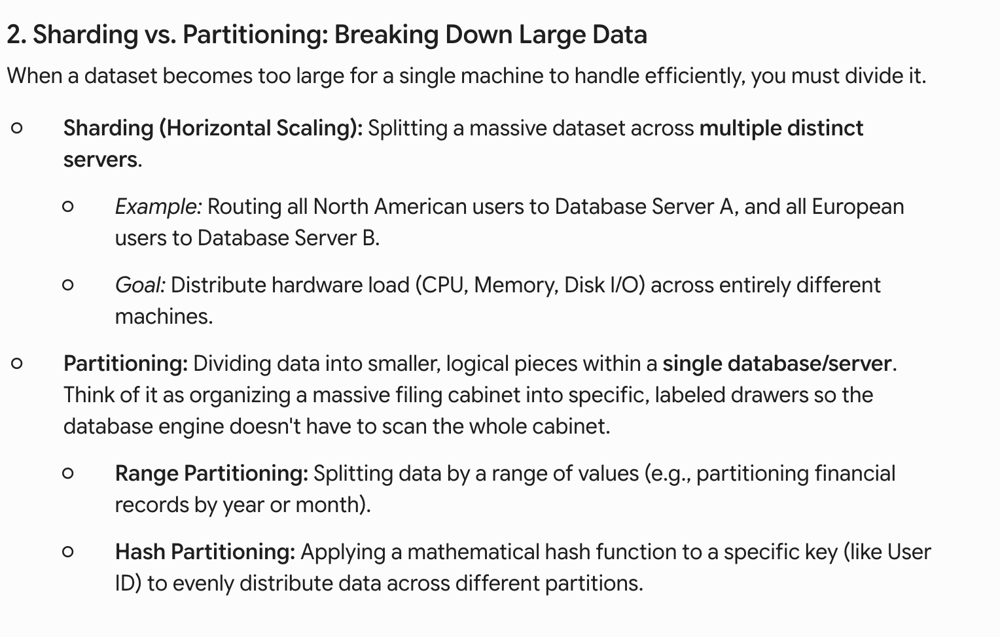 2. Sharding vs. Partitioning: Breaking Down Large Data
When a dataset becomes too large for a single machine to handle efficiently, you must divide it.
Sharding (Horizontal Scaling): Splitting a massive dataset across multiple distinct
servers.
Example: Routing all North American users to Database Server A, and all European
users to Database Server B.
Goal: Distribute hardware load (CPU, Memory, Disk I/O) across entirely different
machines.
Partitioning: Dividing data into smaller, logical pieces within a single database/server.
Think of it as organizing a massive filing cabinet into specific, labeled drawers so the
database engine doesn't have to scan the whole cabinet.
Range Partitioning: Splitting data by a range of values (e.g., partitioning financial
records by year or month).
Hash Partitioning: Applying a mathematical hash function to a specific key (like User
ID) to evenly distribute data across different partitions.